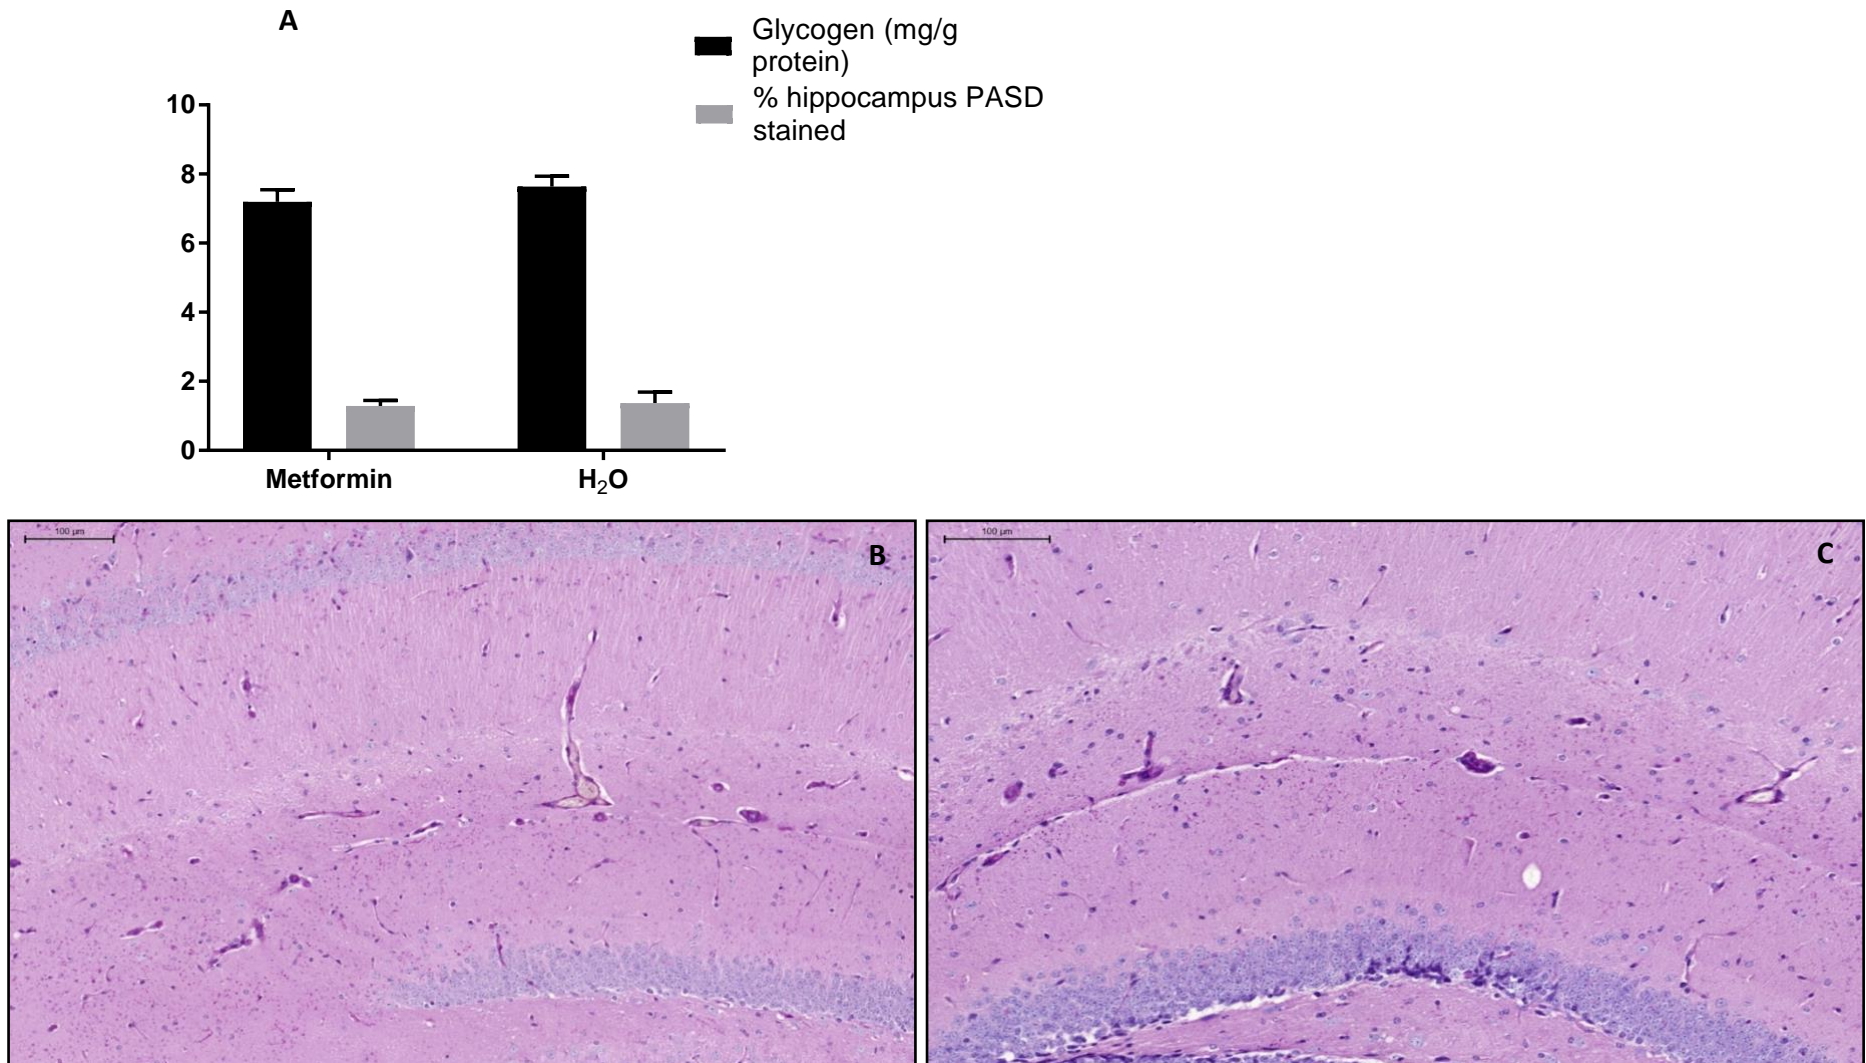 A
Glycogen (mg/g
protein)
% hippocampus PASD
stained
10
8
6
4
2
0
Metformin
H₂O
100 µm
B
100 µm
C